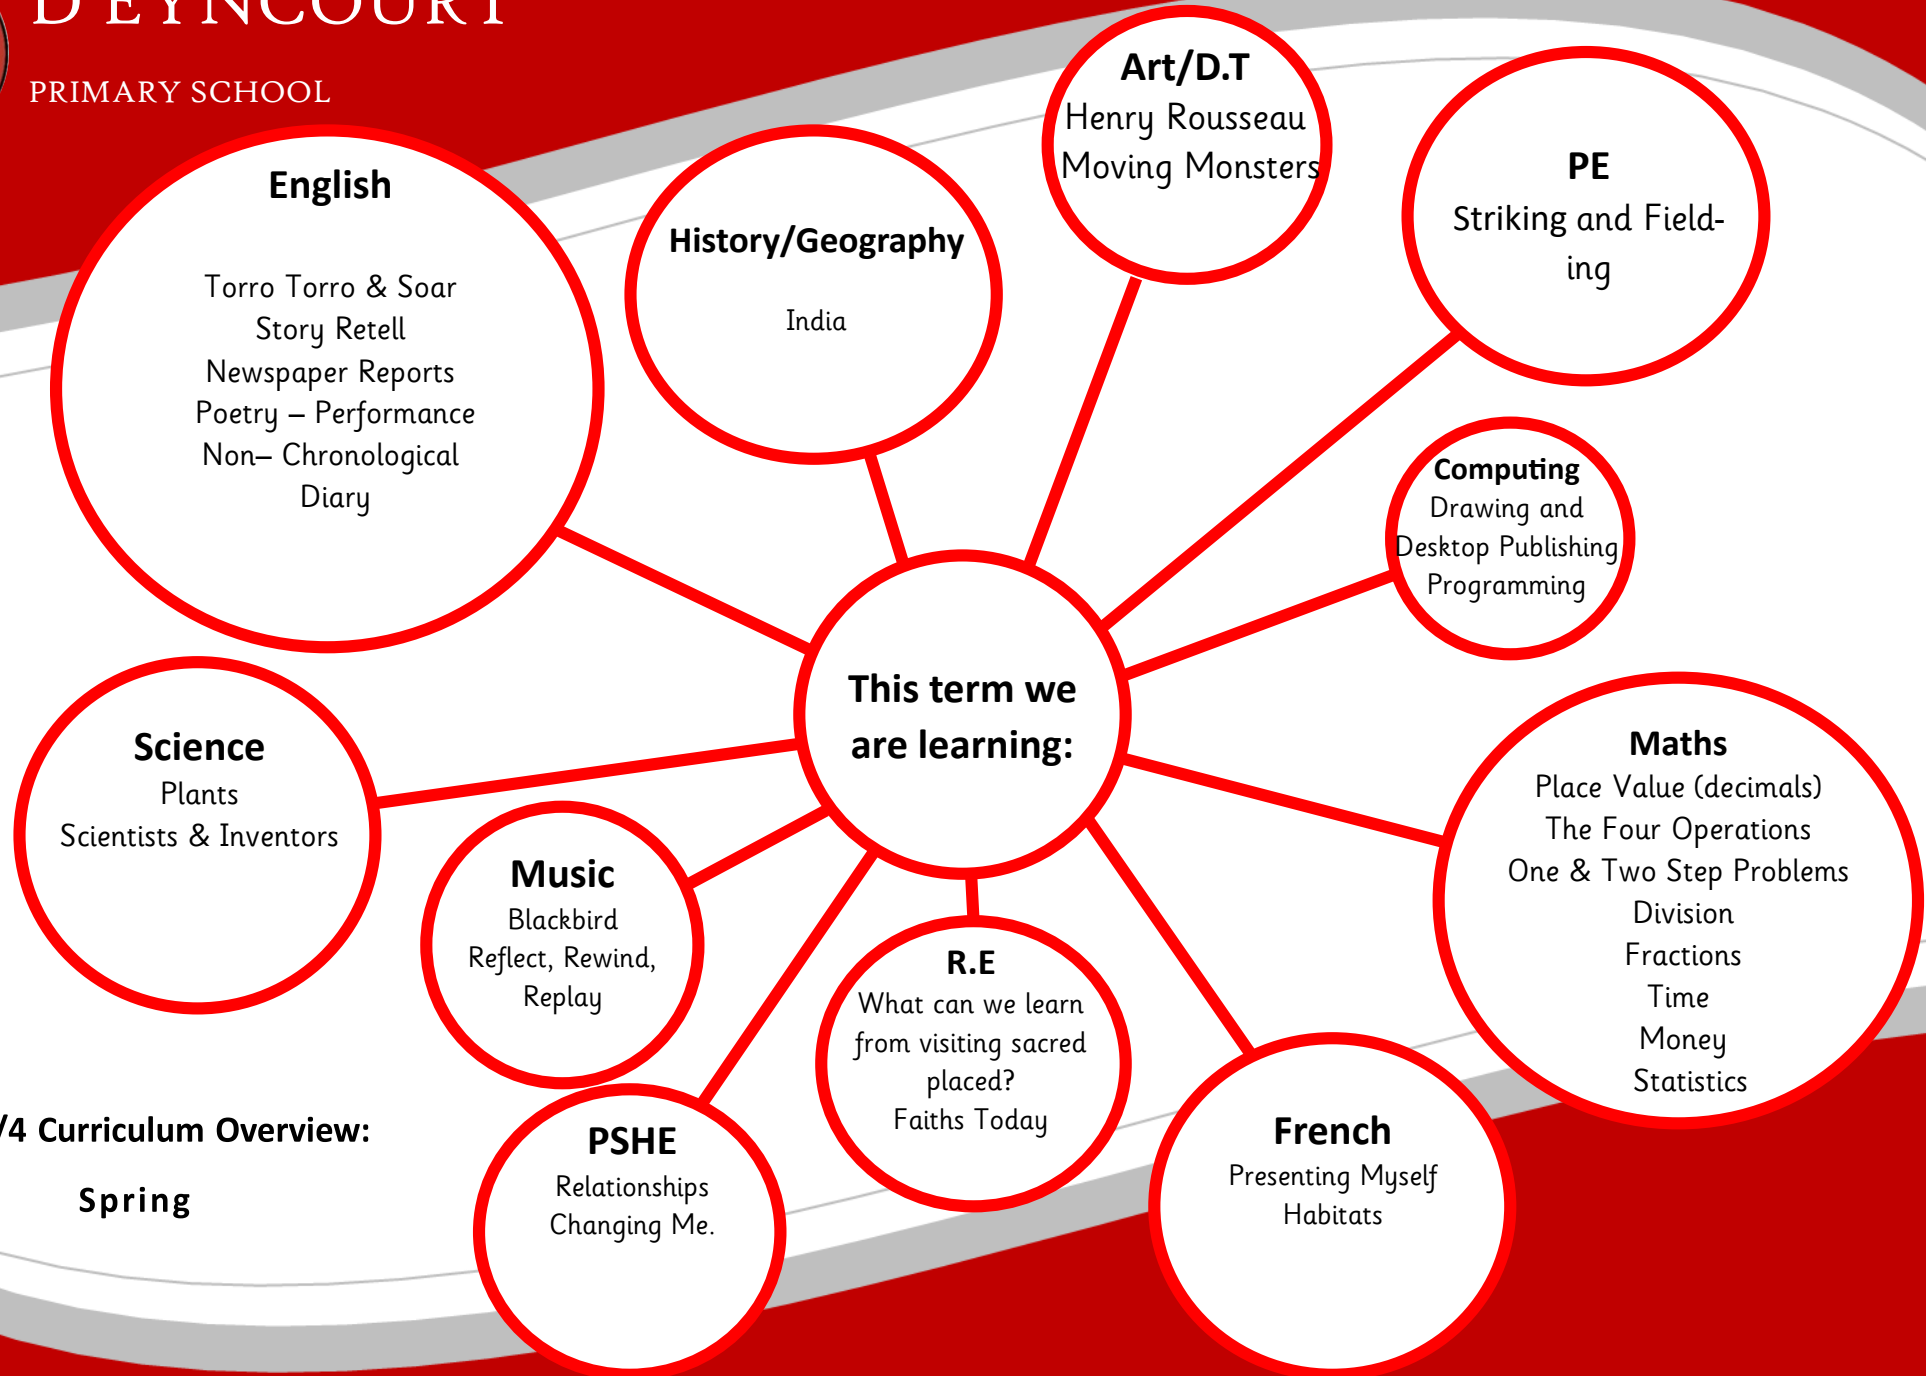 D'EYNCOURT
PRIMARY SCHOOL
English
Torro Torro & Soar
Story Retell
Newspaper Reports
Poetry – Performance
Non– Chronological
Diary
History/Geography
India
Art/D.T
Henry Rousseau
Moving Monsters
PE
Striking and Field-
ing
Computing
Drawing and
Desktop Publishing
Programming
This term we
are learning:
Science
Plants
Scientists & Inventors
Music
Blackbird
Reflect, Rewind,
Replay
R.E
What can we learn
from visiting sacred
placed?
Faiths Today
Maths
Place Value (decimals)
The Four Operations
One & Two Step Problems
Division
Fractions
Time
Money
Statistics
PSHE
Relationships
Changing Me.
French
Presenting Myself
Habitats
/4 Curriculum Overview:
Spring